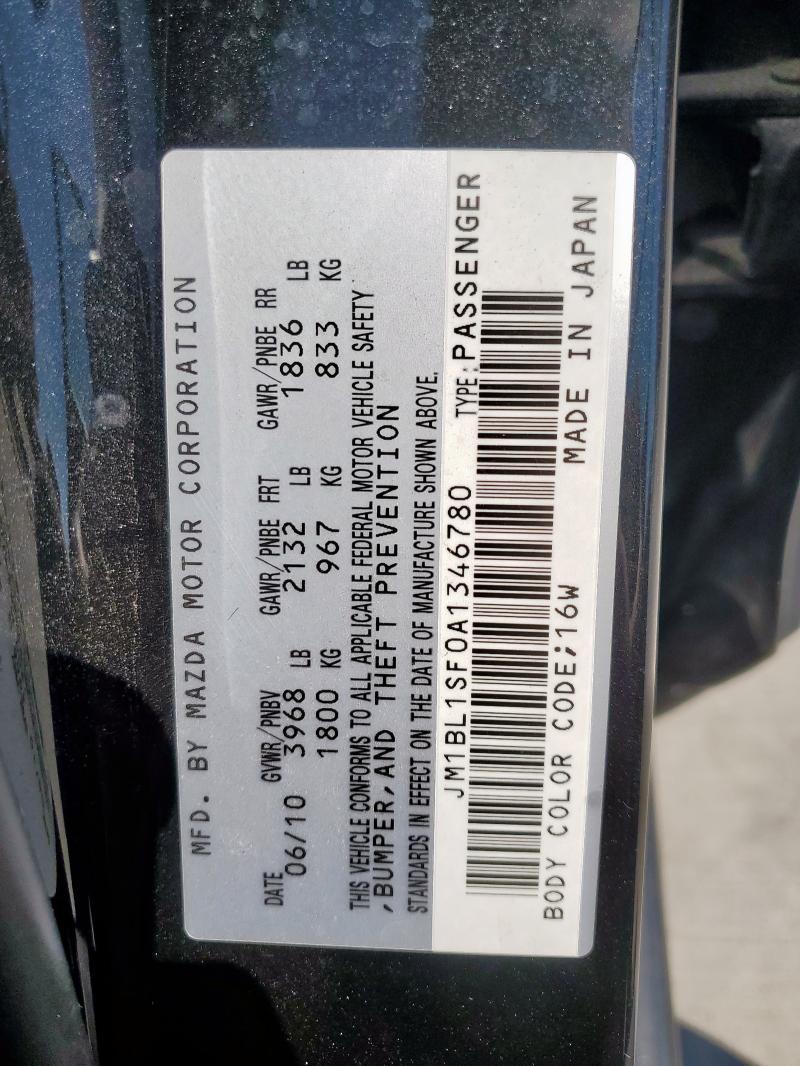 MFD. BY MAZDA MOTOR CORPORATION
DATE GVWR/PNBV GAWR/PNBE FRT GAWR/PNBE RR
06/10 3968 LB 2132 LB 1836 LB
1800 KG 967 KG 833 KG
THIS VEHICLE CONFORMS TO ALL APPLICABLE FEDERAL MOTOR VEHICLE SAFETY
,BUMPER,AND THEFT PREVENTION
STANDARDS IN EFFECT ON THE DATE OF MANUFACTURE SHOWN ABOVE.
JM1BL1SF0A1346780 TYPE:PASSENGER
BODY COLOR CODE;16W MADE IN JAPAN